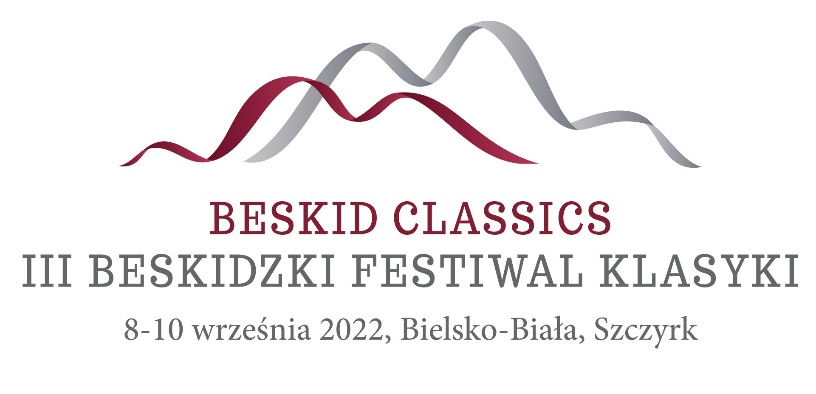 BESKID CLASSICS
III BESKIDZKI FESTIWAL KLASYKI
8-10 września 2022, Bielsko-Biała, Szczyrk